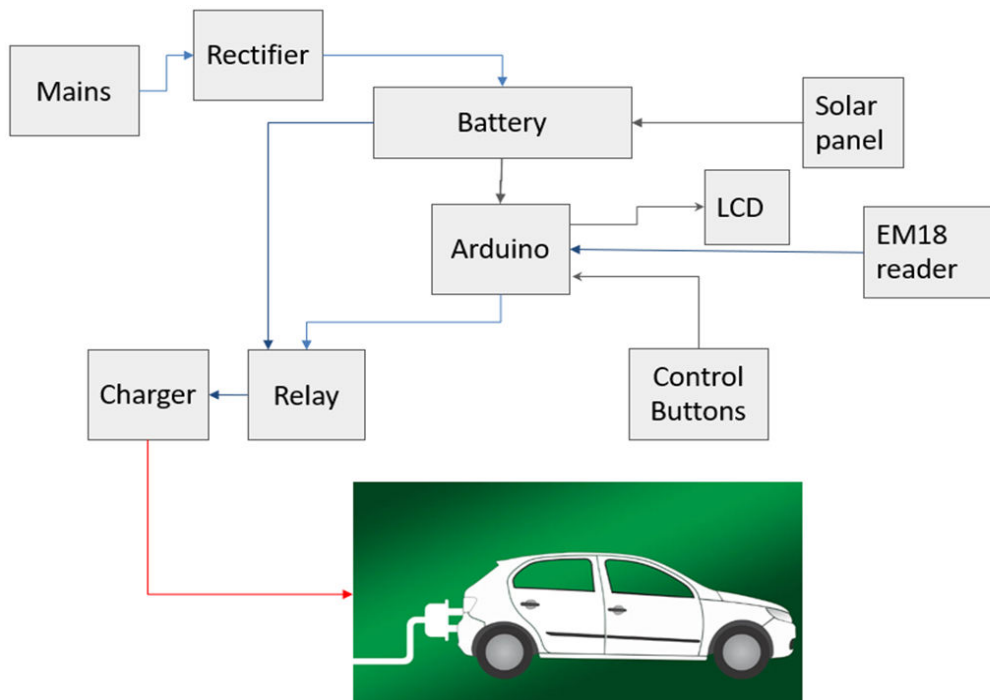 Mains
Rectifier
Battery
Solar
panel
Arduino
LCD
EM18
reader
Charger
Relay
Control
Buttons